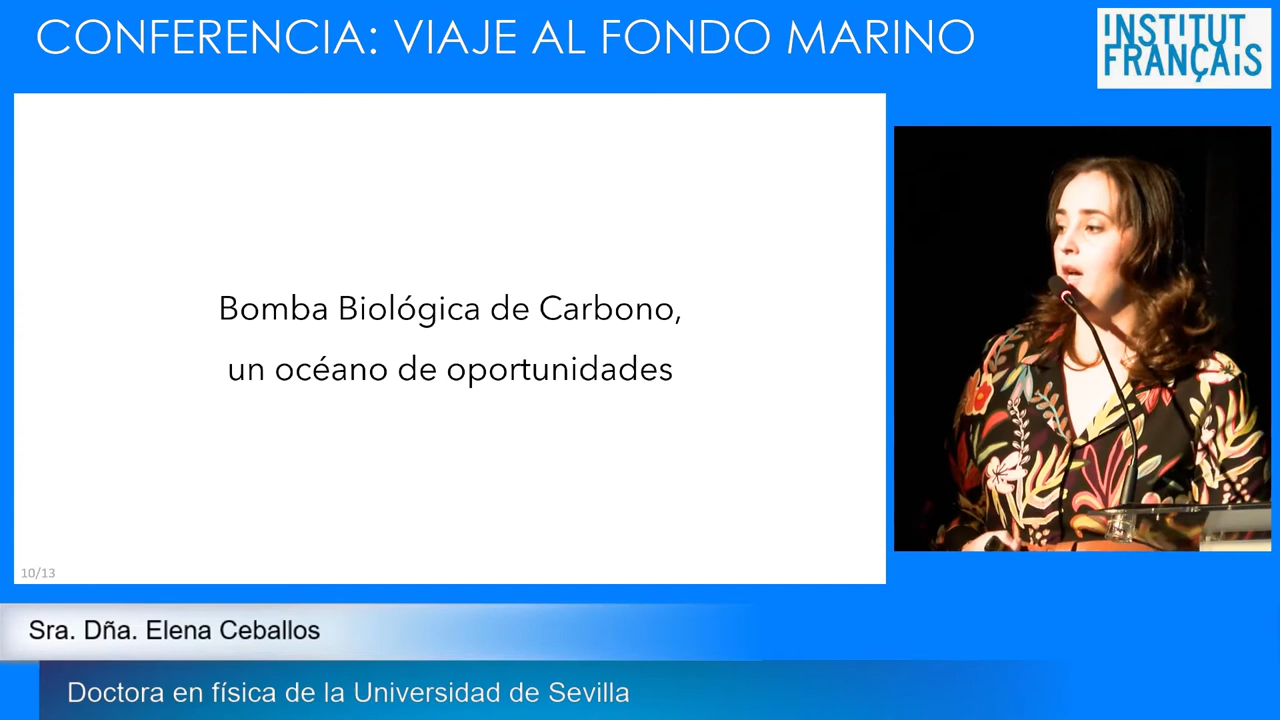 CONFERENCIA: VIAJE AL FONDO MARINO
INSTITUT
FRANÇAIS
Bomba Biológica de Carbono,
un océano de oportunidades
10/13
Sra. Dña. Elena Ceballos
Doctora en física de la Universidad de Sevilla